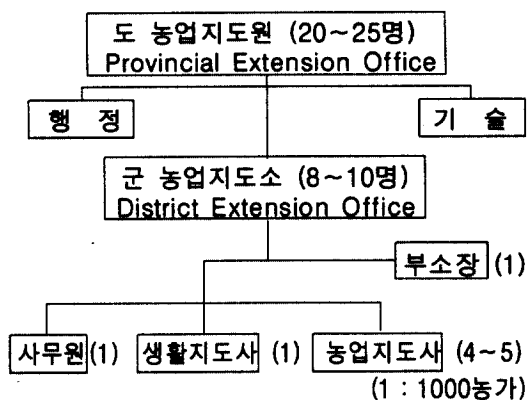 도 농업지도원 (20~25명)
Provincial Extension Office
행 정
기 술
군 농업지도소 (8~10명)
District Extension Office
부소장 (1)
사무원 (1) 생활지도사 (1) 농업지도사 (4~5)
(1 : 1000농가)